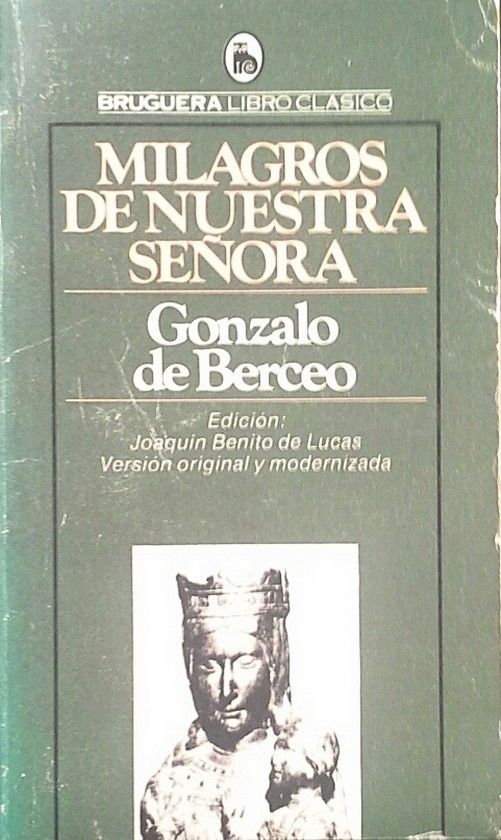 BRUGUERA LIBRO CLASICO
MILAGROS
DE NUESTRA
SEÑORA
Gonzalo
de Berceo
Edición:
Joaquín Benito de Lucas
Versión original y modernizada